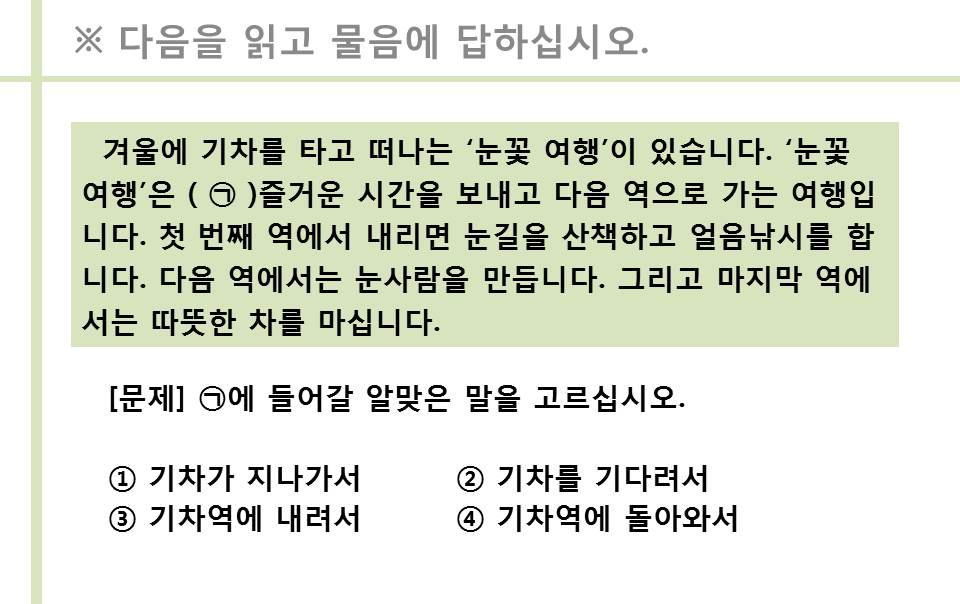 ※ 다음을 읽고 물음에 답하십시오.
겨울에 기차를 타고 떠나는 ‘눈꽃 여행’이 있습니다. ‘눈꽃
여행’은 ( ㉠ )즐거운 시간을 보내고 다음 역으로 가는 여행입
니다. 첫 번째 역에서 내리면 눈길을 산책하고 얼음낚시를 합
니다. 다음 역에서는 눈사람을 만듭니다. 그리고 마지막 역에
서는 따뜻한 차를 마십니다.
[문제] ㉠에 들어갈 알맞은 말을 고르십시오.
① 기차가 지나가서 ② 기차를 기다려서
③ 기차역에 내려서 ④ 기차역에 돌아와서